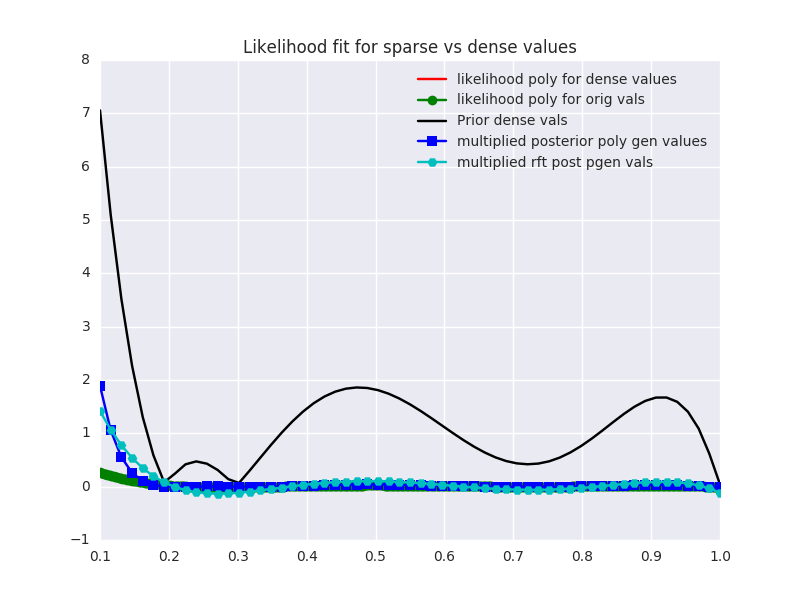 Likelihood fit for sparse vs dense values
likelihood poly for dense values
likelihood poly for orig vals
Prior dense vals
multiplied posterior poly gen values
multiplied rft post pgen vals
8
7
6
5
4
3
2
1
0
−1
0.1 0.2 0.3 0.4 0.5 0.6 0.7 0.8 0.9 1.0